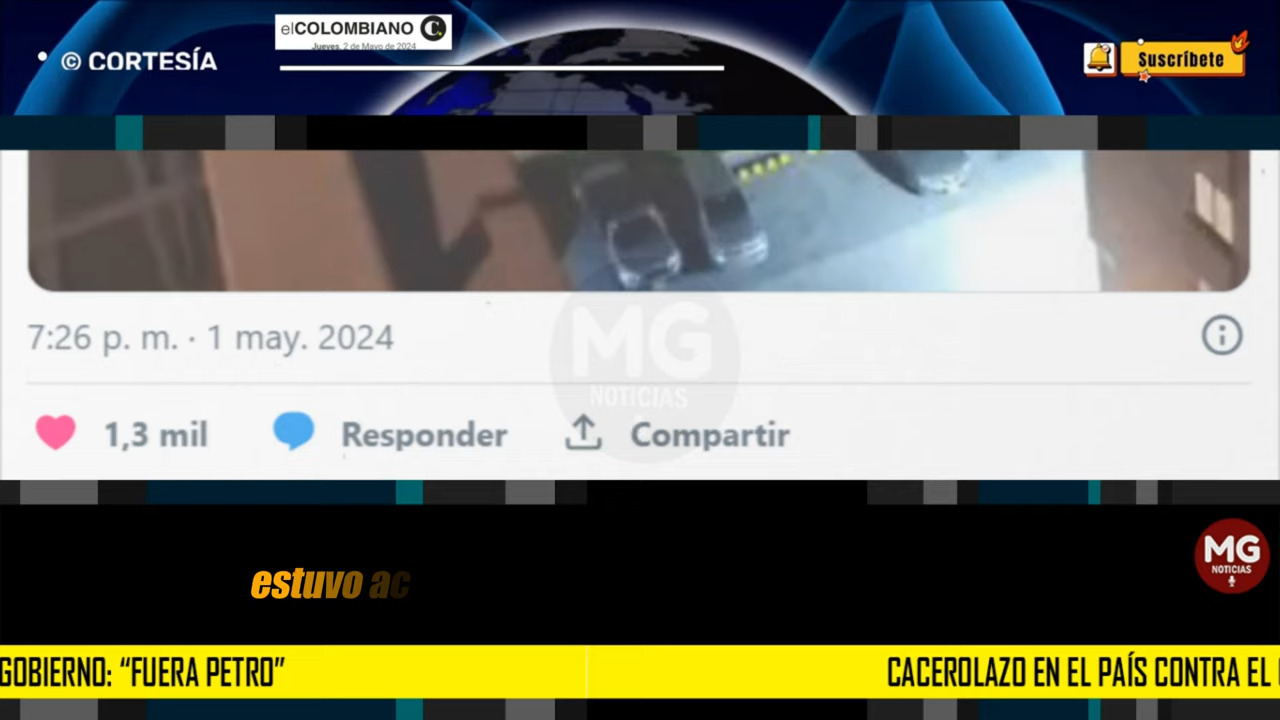 © CORTESÍA
elCOLOMBIANO C.
Jueves, 2 de Mayo de 2024
Suscríbete
7:26 p. m. · 1 may. 2024
MG
NOTICIAS
1,3 mil
Responder
Compartir
MG
NOTICIAS
estuvo ac
GOBIERNO: “FUERA PETRO”
CACEROLAZO EN EL PAÍS CONTRA EL